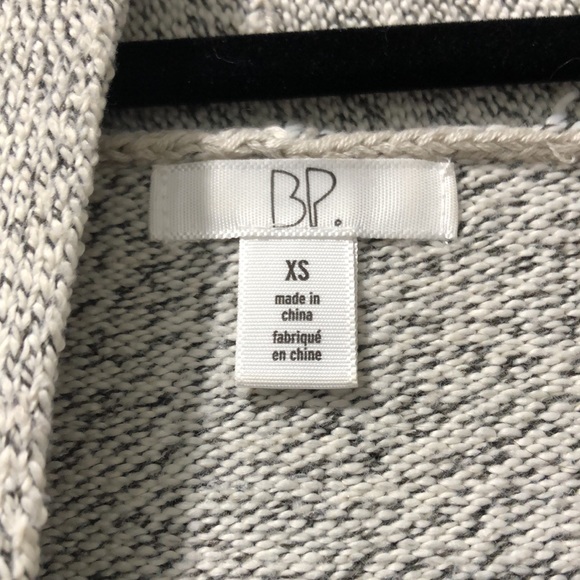 BP.
XS
made in
china
fabriqué
en chine